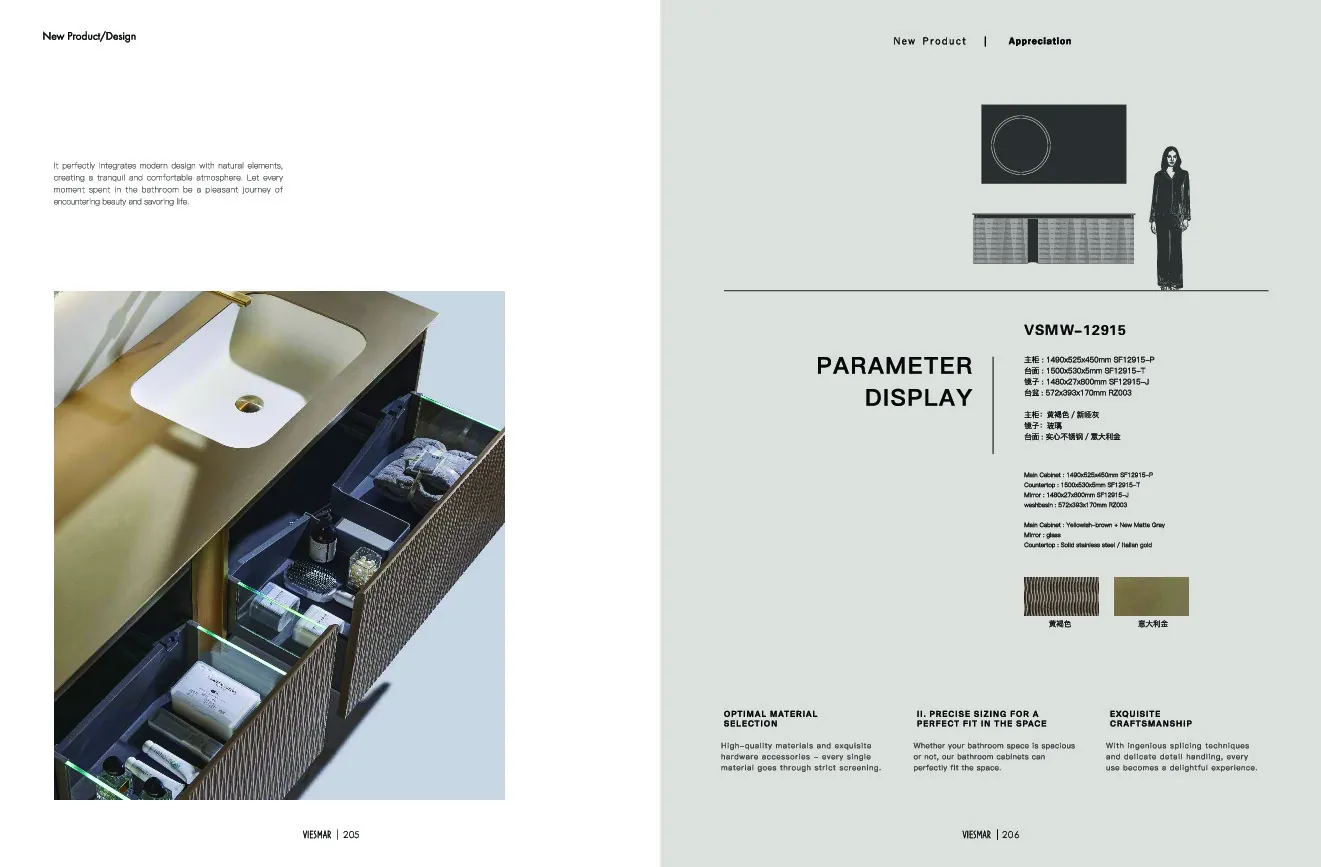 New Product/Design
It perfectly integrates modern design with natural elements,
creating a tranquil and comfortable atmosphere. Let every
moment spent in the bathroom be a pleasant journey of
encountering beauty and savoring life.
VIESMAR | 205
New Product | Appreciation
VSMW-12915
PARAMETER
DISPLAY
主柜 : 1490x525x450mm SF12915-P
台面 : 1500x530x5mm SF12915-T
镜子 : 1480x27x800mm SF12915-J
台盆 : 572x393x170mm RZ003
主柜: 黄褐色 / 新哑灰
镜子: 玻璃
台面 : 实心不锈钢 / 意大利金
Main Cabinet : 1490x525x450mm SF12915-P
Countertop : 1500x530x5mm SF12915-T
Mirror : 1480x27x800mm SF12915-J
washbasin : 572x393x170mm RZ003
Main Cabinet : Yellowish-brown + New Matte Gray
Mirror : glass
Countertop : Solid stainless steel / Italian gold
黄褐色
意大利金
OPTIMAL MATERIAL
SELECTION
High-quality materials and exquisite
hardware accessories - every single
material goes through strict screening.
II. PRECISE SIZING FOR A
PERFECT FIT IN THE SPACE
Whether your bathroom space is spacious
or not, our bathroom cabinets can
perfectly fit the space.
EXQUISITE
CRAFTSMANSHIP
With ingenious splicing techniques
and delicate detail handling, every
use becomes a delightful experience.
VIESMAR | 206